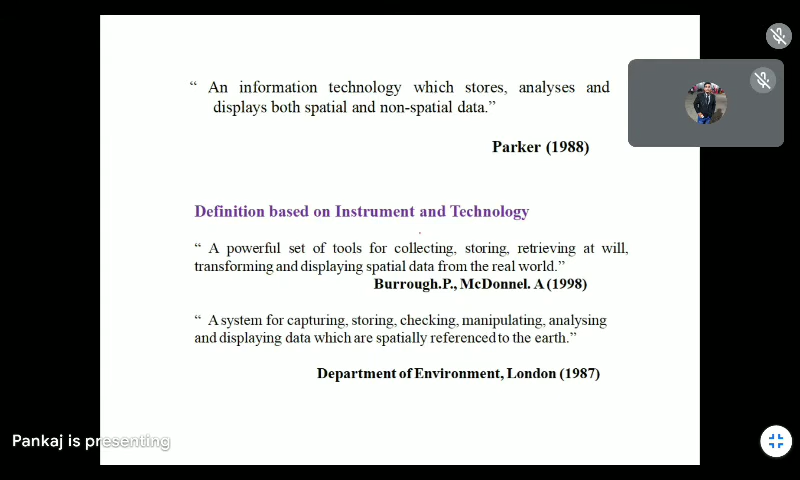 “ An information technology which stores, analyses and
displays both spatial and non-spatial data.”
Parker (1988)
Definition based on Instrument and Technology
“ A powerful set of tools for collecting, storing, retrieving at will,
transforming and displaying spatial data from the real world.”
Burrough.P., McDonnel. A (1998)
“ A system for capturing, storing, checking, manipulating, analysing
and displaying data which are spatially referenced to the earth.”
Department of Environment, London (1987)
Pankaj is presenting